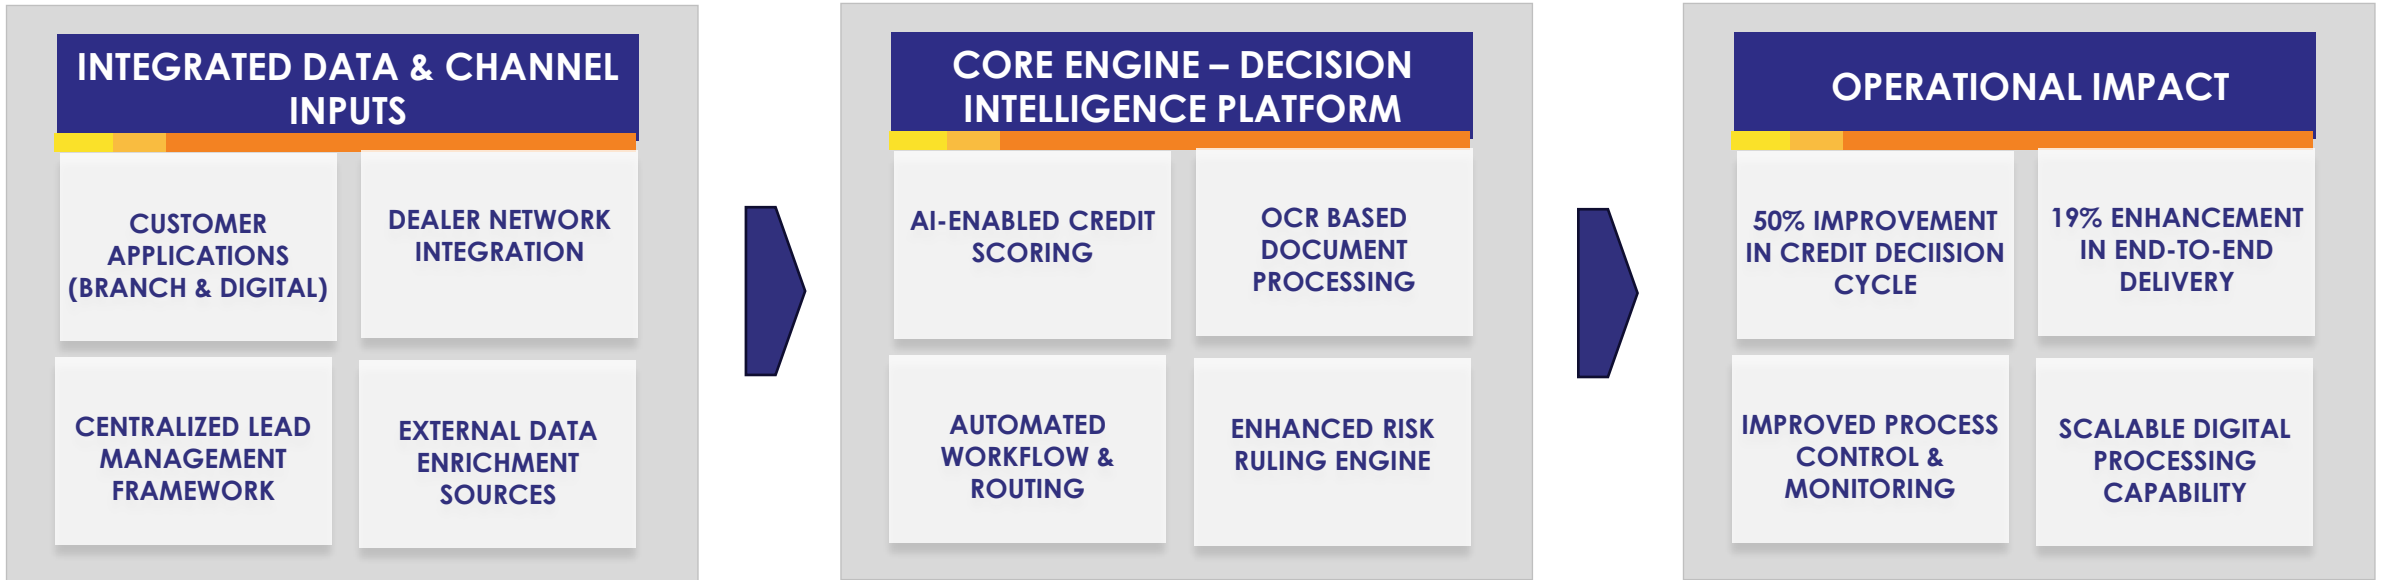 INTEGRATED DATA & CHANNEL
INPUTS
CUSTOMER
APPLICATIONS
(BRANCH & DIGITAL)
DEALER NETWORK
INTEGRATION
CENTRALIZED LEAD
MANAGEMENT
FRAMEWORK
EXTERNAL DATA
ENRICHMENT
SOURCES
CORE ENGINE – DECISION
INTELLIGENCE PLATFORM
AI-ENABLED CREDIT
SCORING
OCR BASED
DOCUMENT
PROCESSING
AUTOMATED
WORKFLOW &
ROUTING
ENHANCED RISK
RULING ENGINE
OPERATIONAL IMPACT
50% IMPROVEMENT
IN CREDIT DECIISION
CYCLE
19% ENHANCEMENT
IN END-TO-END
DELIVERY
IMPROVED PROCESS
CONTROL &
MONITORING
SCALABLE DIGITAL
PROCESSING
CAPABILITY